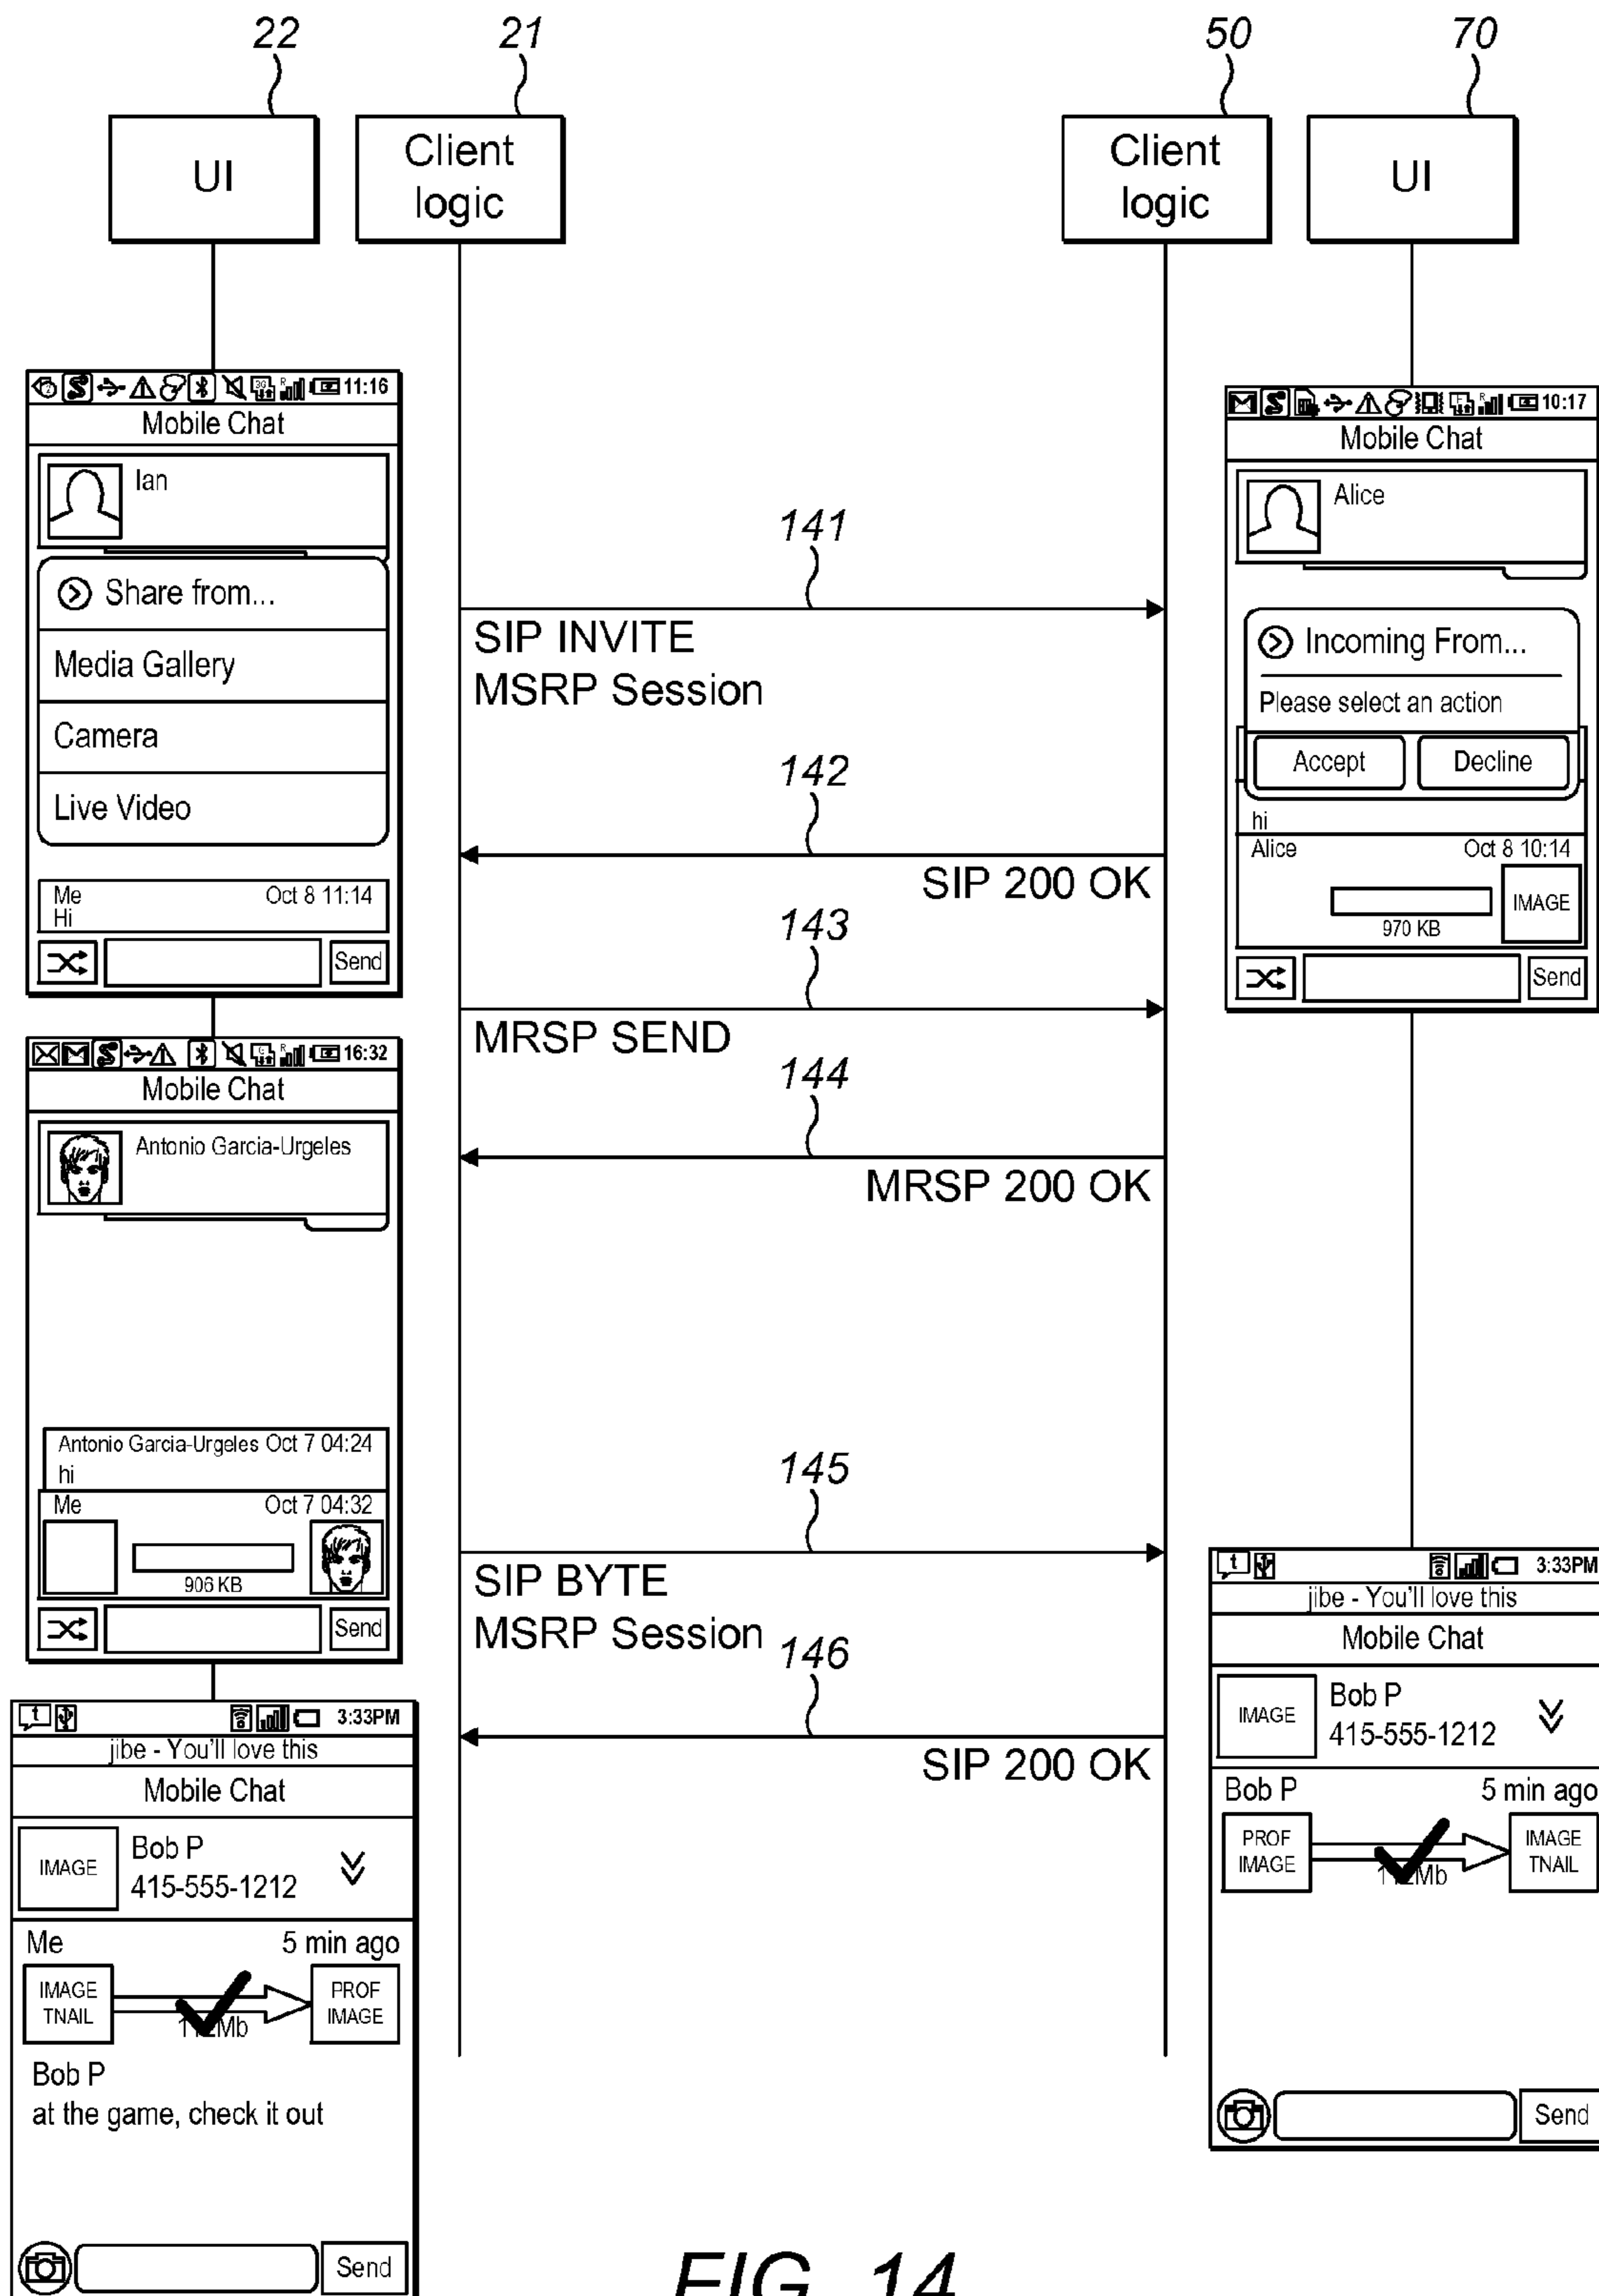 22
21
50
70
UI
Client
logic
Client
logic
UI
11:16
Mobile Chat
Ian
Share from...
Media Gallery
Camera
Live Video
Me
Oct 8 11:14
Hi
Send
10:17
Mobile Chat
Alice
Incoming From...
Please select an action
Accept
Decline
hi
Alice
Oct 8 10:14
IMAGE
970 KB
Send
141
SIP INVITE
MSRP Session
142
SIP 200 OK
143
MRSP SEND
144
MRSP 200 OK
16:32
Mobile Chat
Antonio Garcia-Urgeles
Antonio Garcia-Urgeles Oct 7 04:24
hi
Me
Oct 7 04:32
906 KB
Send
145
SIP BYTE
MSRP Session
146
SIP 200 OK
3:33PM
jibe - You'll love this
Mobile Chat
IMAGE
Bob P
415-555-1212
Me
5 min ago
IMAGE
TNAIL
PROF
IMAGE
Bob P
at the game, check it out
Send
3:33PM
jibe - You'll love this
Mobile Chat
IMAGE
Bob P
415-555-1212
Bob P
5 min ago
PROF
IMAGE
IMAGE
TNAIL
Send
FIG. 14